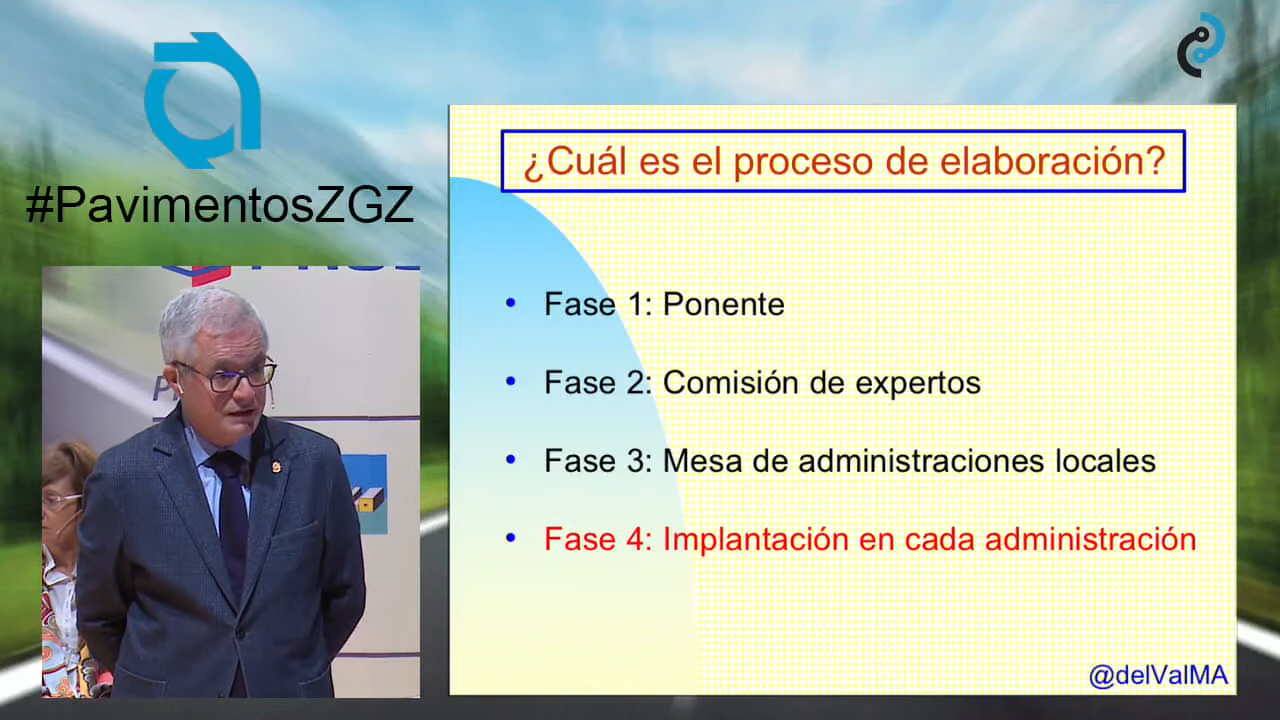 #PavimentosZGZ
¿Cuál es el proceso de elaboración?
• Fase 1: Ponente
• Fase 2: Comisión de expertos
• Fase 3: Mesa de administraciones locales
• Fase 4: Implantación en cada administración
@delValMA